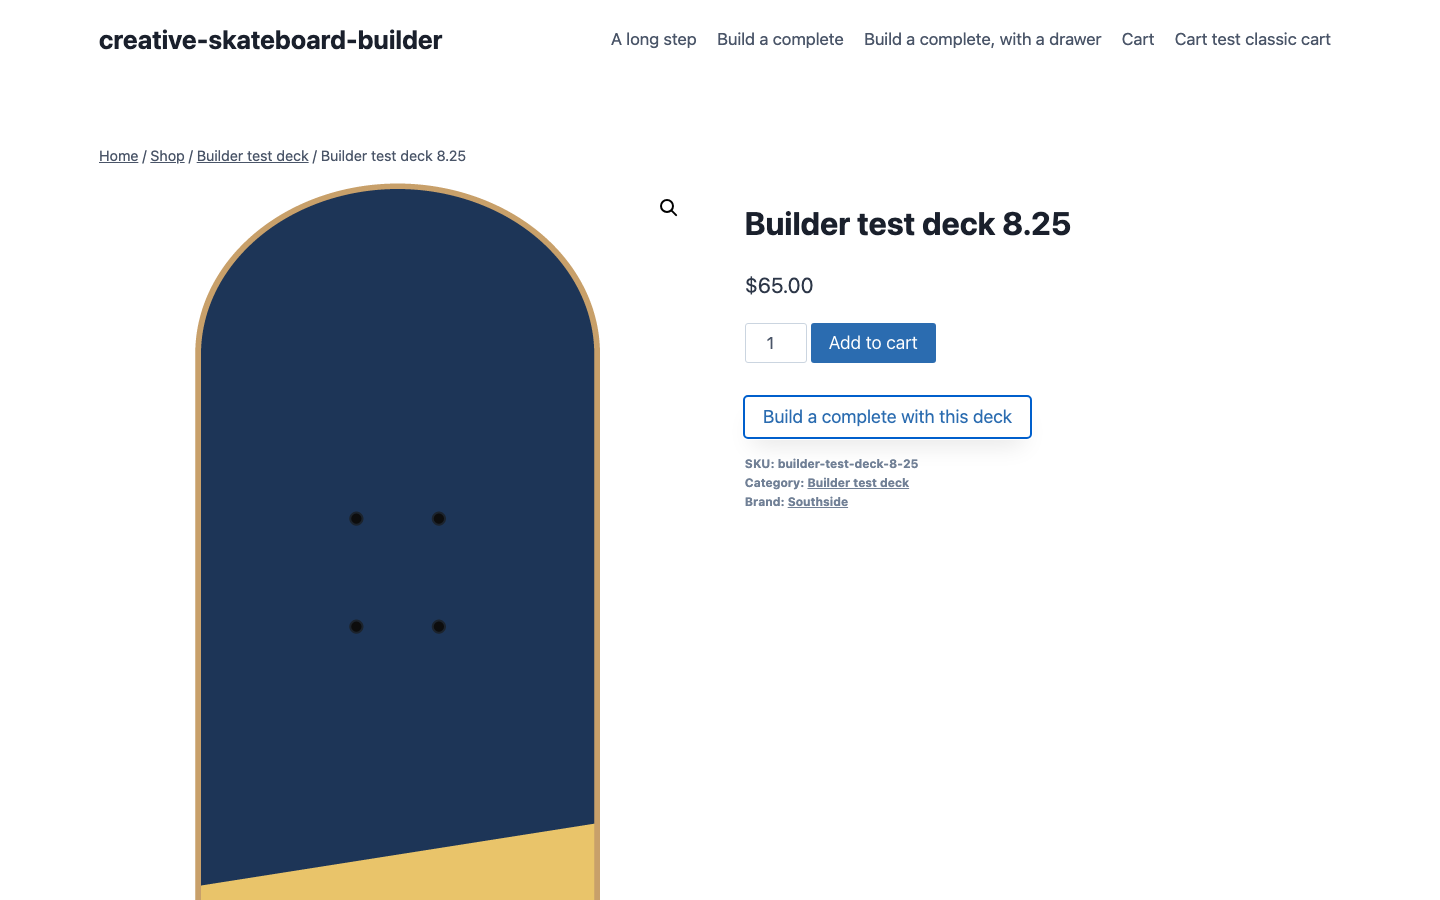 creative-skateboard-builder
A long step
Build a complete
Build a complete, with a drawer
Cart
Cart test classic cart
Home / Shop / Builder test deck / Builder test deck 8.25
Builder test deck 8.25
$65.00
1
Add to cart
Build a complete with this deck
SKU: builder-test-deck-8-25
Category: Builder test deck
Brand: Southside